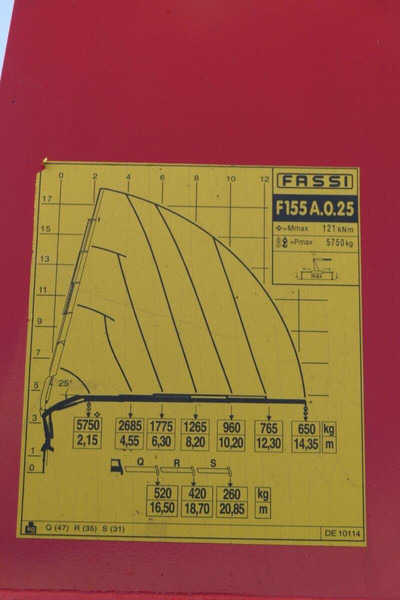 FASSI
F155A.0.25
=Mmax 121 kNm
=Pmax 5750 kg
max
0 2 4 6 8 10 12
17
15
13
11
9
7
5
3
1
0
25°
5750 2685 1775 1265 960 765 650 kg
2,15 4,55 6,30 8,20 10,20 12,30 14,35 m
Q R S
520 420 260 kg
16,50 18,70 20,85 m
kg Q (47) R (35) S (31)
DE 10114